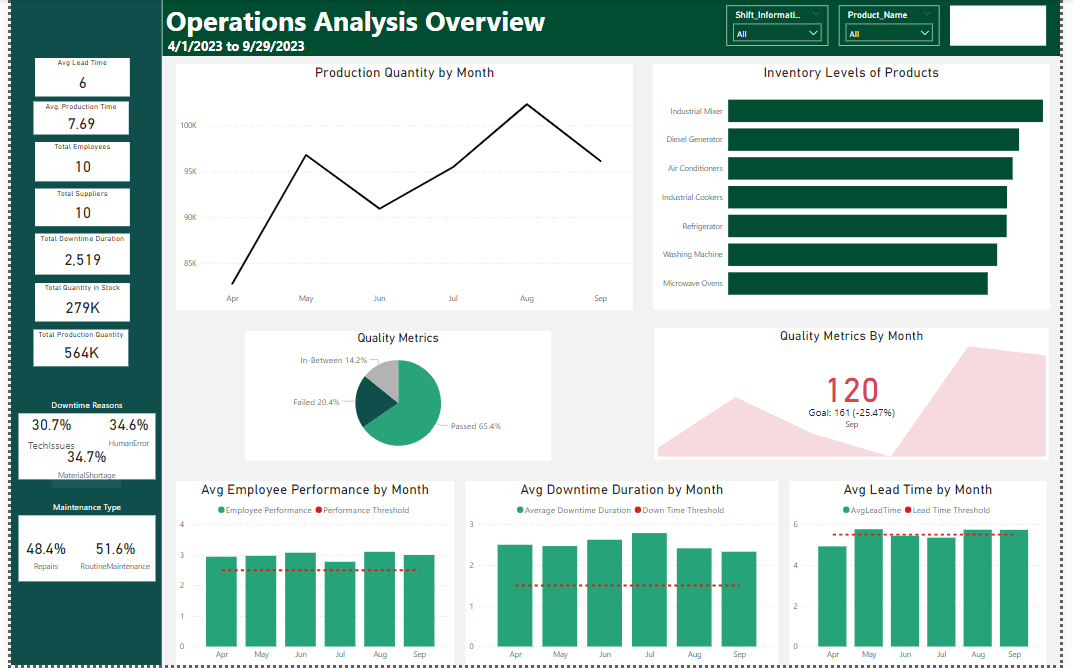 Operations Analysis Overview
4/1/2023 to 9/29/2023
Shift_Informati...
All
Product_Name
All
Avg Lead Time
6
Avg. Production Time
7.69
Total Employees
10
Total Suppliers
10
Total Downtime Duration
2,519
Total Quantity in Stock
279K
Total Production Quantity
564K
Downtime Reasons
30.7%
TechIssues
34.6%
HumanError
34.7%
MaterialShortage
Maintenance Type
48.4%
Repairs
51.6%
RoutineMaintenance
Production Quantity by Month
100K
95K
90K
85K
Apr May Jun Jul Aug Sep
Inventory Levels of Products
Industrial Mixer
Diesel Generator
Air Conditioners
Industrial Cookers
Refrigerator
Washing Machine
Microwave Ovens
Quality Metrics
In-Between 14.2%
Failed 20.4%
Passed 65.4%
Quality Metrics By Month
120
Goal: 161 (-25.47%)
Sep
Avg Employee Performance by Month
Employee Performance Performance Threshold
4
3
2
1
0
Apr May Jun Jul Aug Sep
Avg Downtime Duration by Month
Average Downtime Duration Down Time Threshold
3
2
1
0
Apr May Jun Jul Aug Sep
Avg Lead Time by Month
AvgLeadTime Lead Time Threshold
6
4
2
0
Apr May Jun Jul Aug Sep